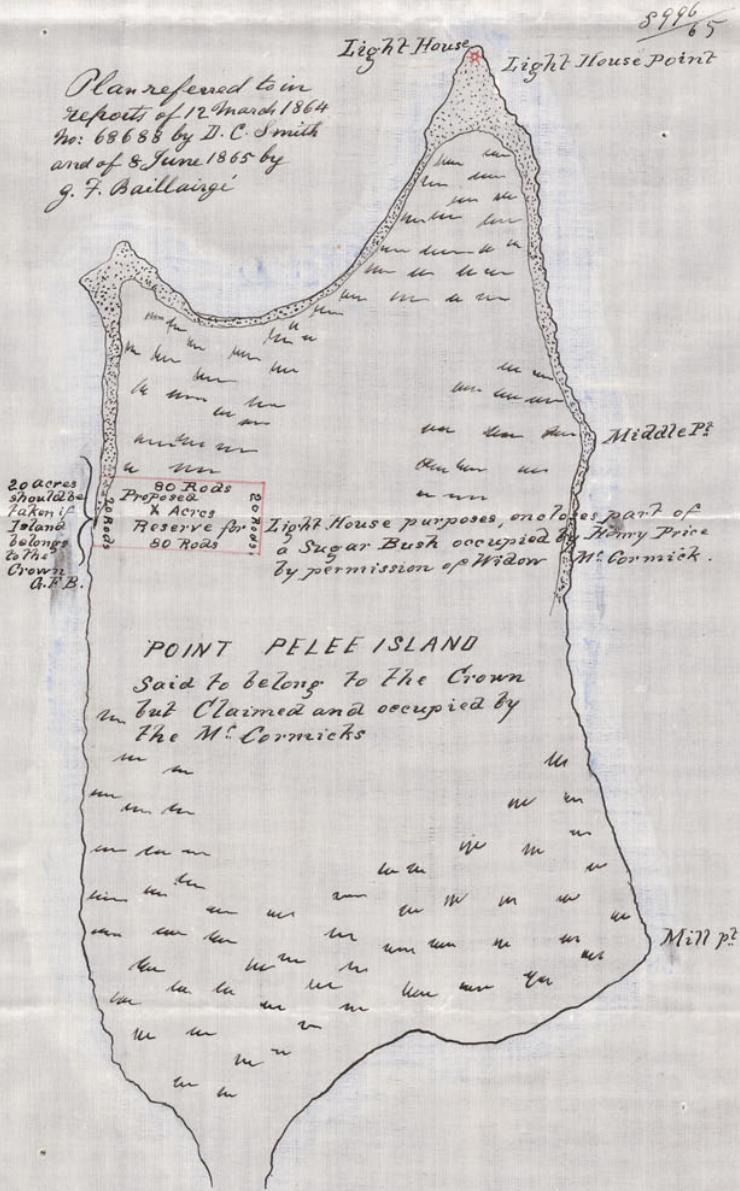 8996
65
Light House
Light House Point
Plan referred to in
reports of 12 March 1864
No: 68688 by D. C. Smith
and of 8 June 1865 by
g. F. Baillairgé
Middle Pt
20 acres
should be
taken if
Island
belongs
to the
Crown
G.F.B.
80 Rods
20 Rods
20 Rods
Proposed
X Acres
Reserve for Light House purposes, encloses part of
80 Rods a Sugar Bush occupied by Henry Price
by permission of Widow Mc Cormick.
POINT PELEE ISLAND
Said to belong to the Crown
but Claimed and occupied by
the Mc Cormicks
Mill pt